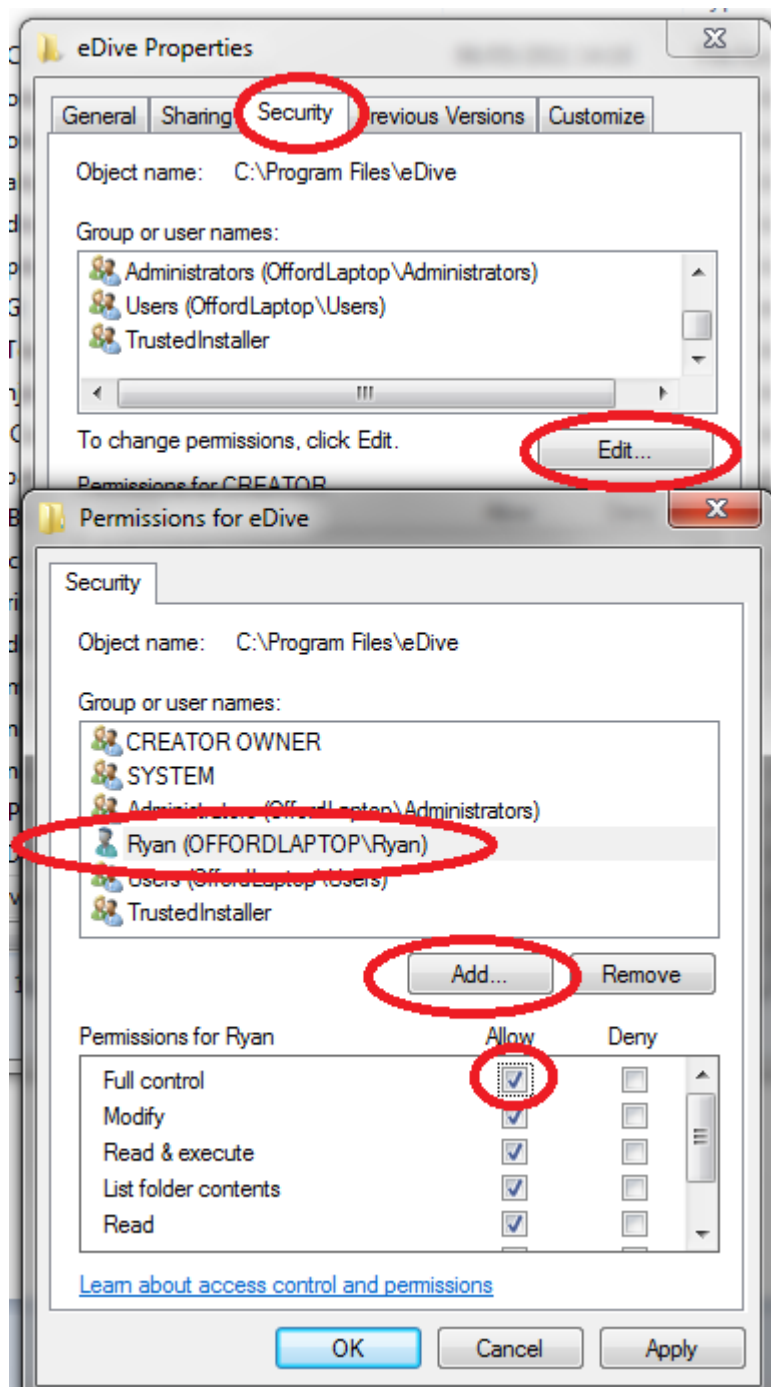 eDive Properties
General Sharing Security Previous Versions Customize
Object name: C:\Program Files\eDive
Group or user names:
Administrators (OffordLaptop\Administrators)
Users (OffordLaptop\Users)
TrustedInstaller
To change permissions, click Edit.
Edit...
Permissions for CREATOR
Permissions for eDive
Security
Object name: C:\Program Files\eDive
Group or user names:
CREATOR OWNER
SYSTEM
Administrators (OffordLaptop\Administrators)
Ryan (OFFORDLAPTOP\Ryan)
Users (OffordLaptop\Users)
TrustedInstaller
Add... Remove
Permissions for Ryan Allow Deny
Full control
Modify
Read & execute
List folder contents
Read
Learn about access control and permissions
OK Cancel Apply